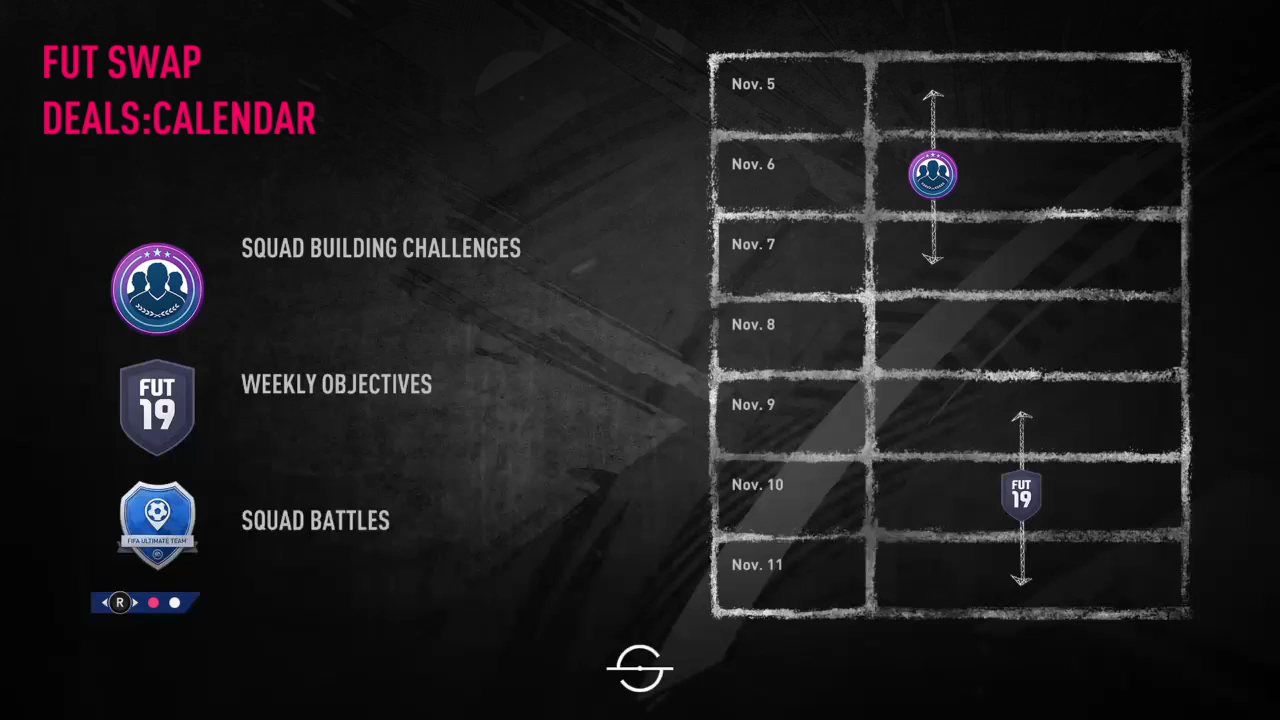 FUT SWAP
DEALS:CALENDAR
SQUAD BUILDING CHALLENGES
FUT
19
WEEKLY OBJECTIVES
FIFA ULTIMATE TEAM
EA
SQUAD BATTLES
R
Nov. 5
Nov. 6
Nov. 7
Nov. 8
Nov. 9
Nov. 10
FUT
19
Nov. 11